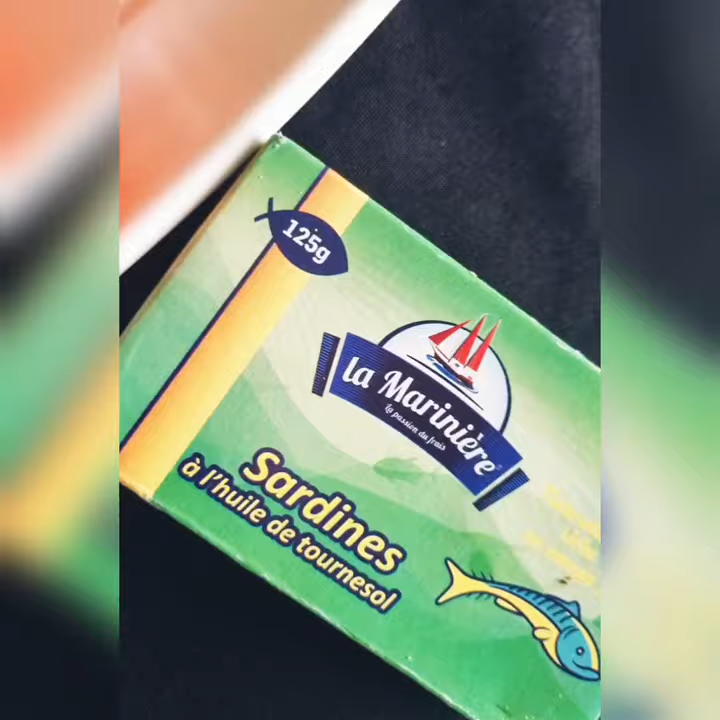 125g
la Marinière
La passion du frais
Sardines
à l'huile de tournesol